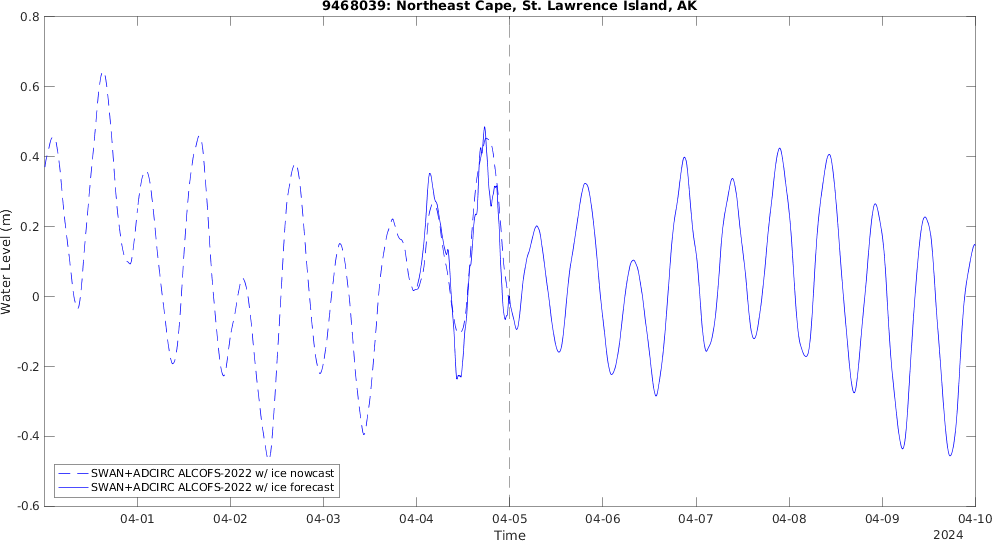 9468039: Northeast Cape, St. Lawrence Island, AK
0.8
0.6
0.4
0.2
0
-0.2
-0.4
-0.6
Water Level (m)
SWAN+ADCIRC ALCOFS-2022 w/ ice nowcast
SWAN+ADCIRC ALCOFS-2022 w/ ice forecast
04-01 04-02 04-03 04-04 04-05 04-06 04-07 04-08 04-09 04-10
Time
2024